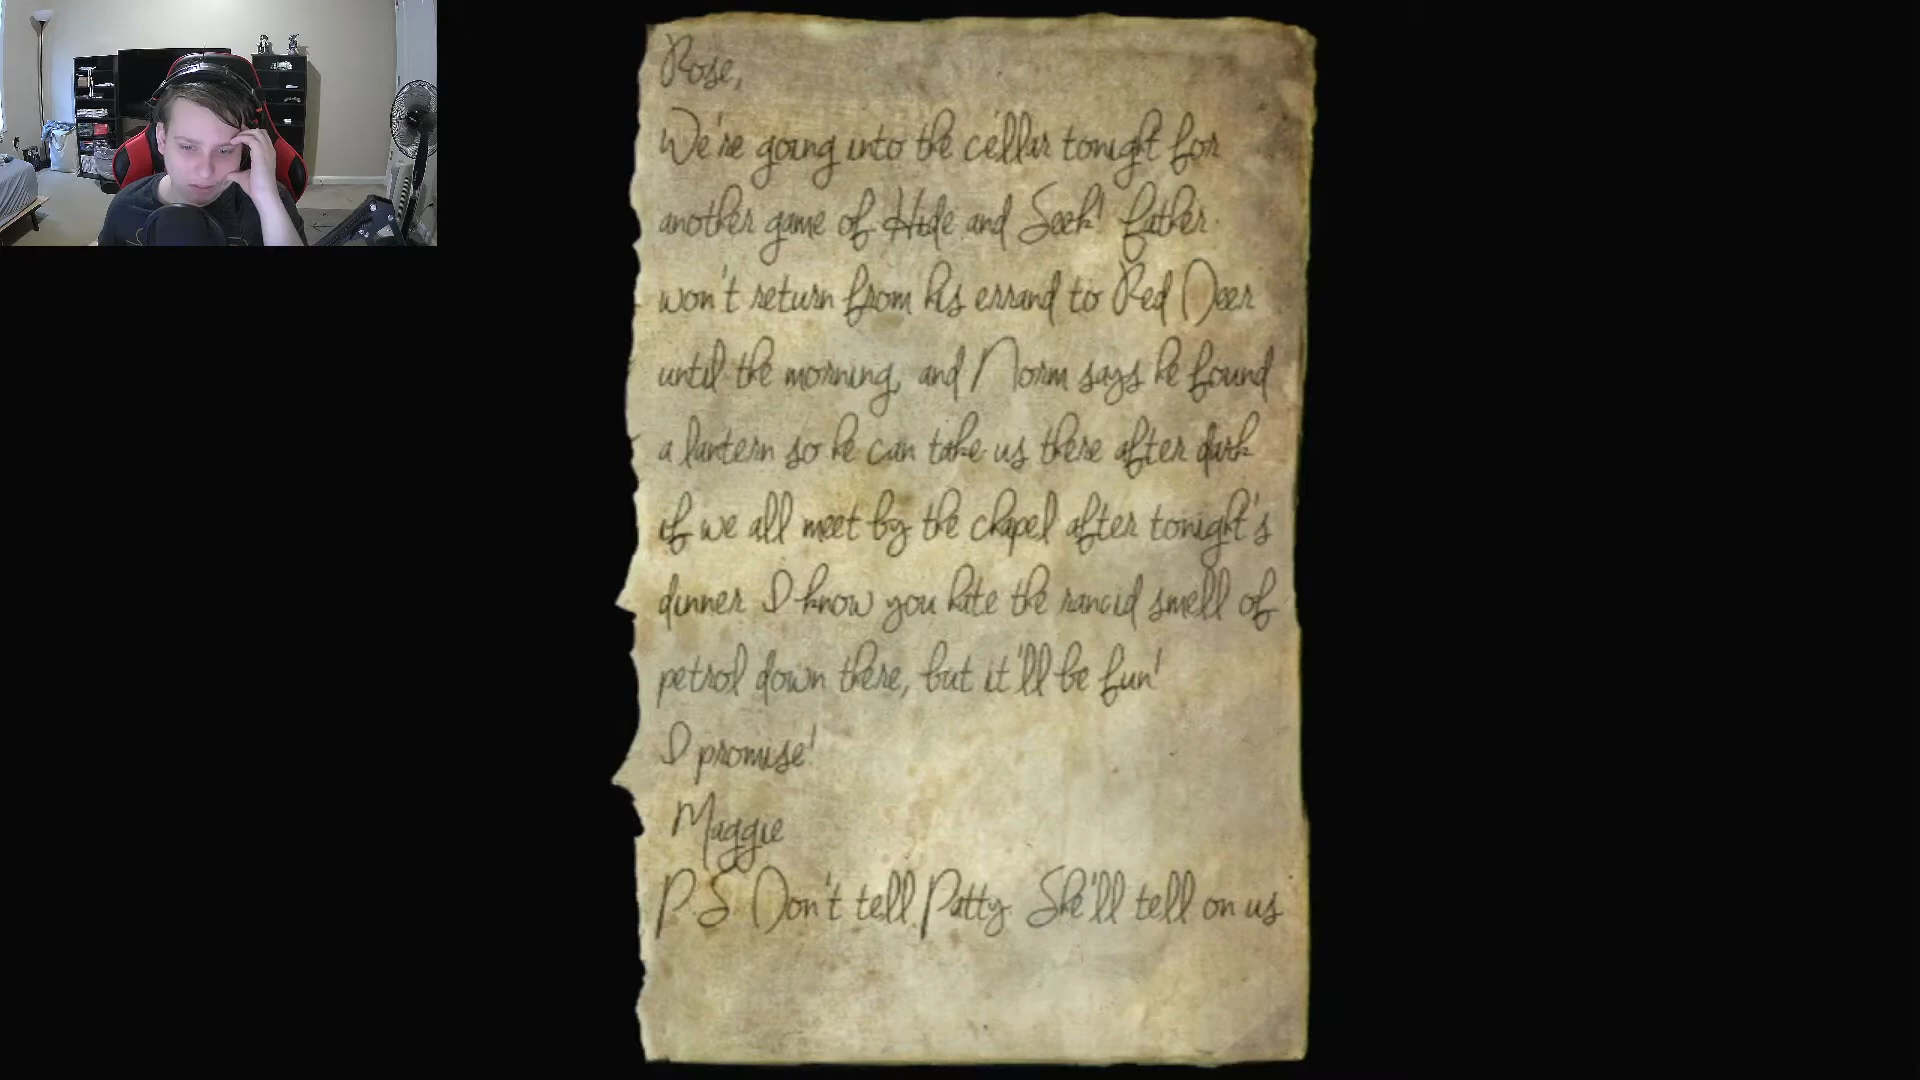 Rose,
We're going into the cellar tonight for
another game of Hide and Seek! Father
won't return from his errand to Red Deer
until the morning, and Norm says he found
a lantern so he can take us there after dark
if we all meet by the chapel after tonight's
dinner. I know you hate the rancid smell of
petrol down there, but it'll be fun!
I promise!
Maggie
P.S. Don't tell Patty. She'll tell on us